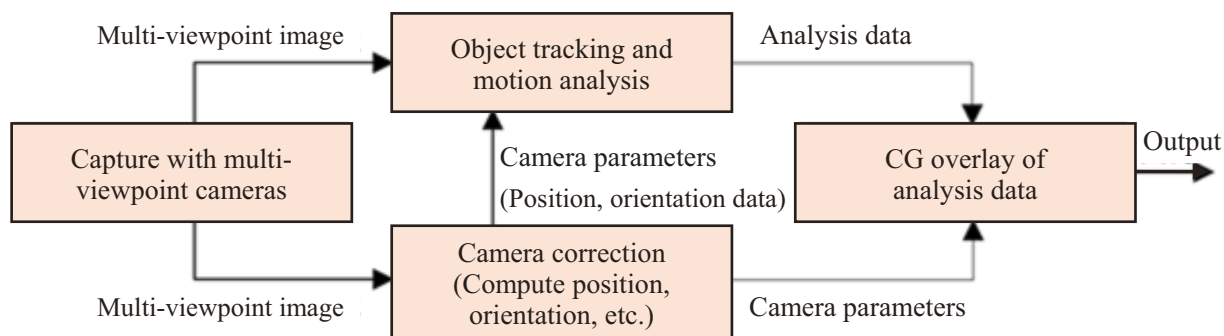 Multi-viewpoint image
Object tracking and
motion analysis
Analysis data
Capture with multi-
viewpoint cameras
Camera parameters
(Position, orientation data)
CG overlay of
analysis data
Output
Multi-viewpoint image
Camera correction
(Compute position,
orientation, etc.)
Camera parameters